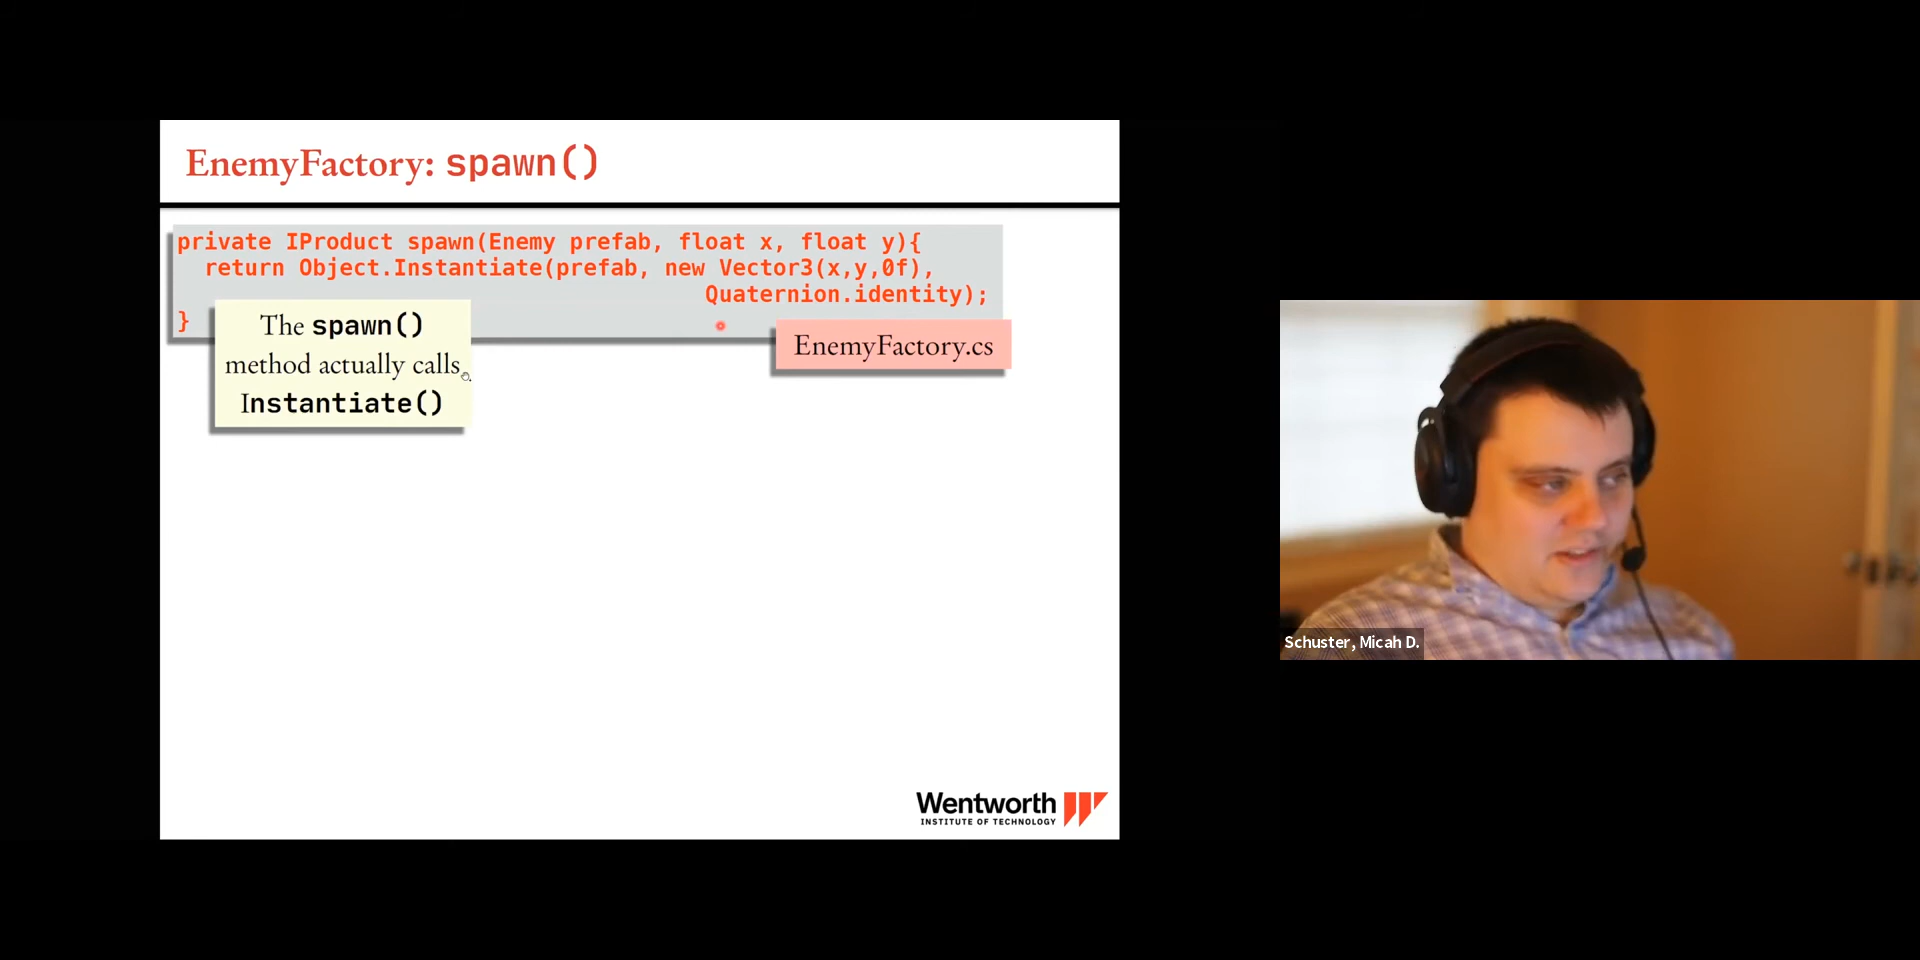 EnemyFactory: spawn()
private IProduct spawn(Enemy prefab, float x, float y){
return Object.Instantiate(prefab, new Vector3(x,y,0f),
Quaternion.identity);
}
The spawn()
method actually calls
Instantiate()
EnemyFactory.cs
Wentworth
INSTITUTE OF TECHNOLOGY
Schuster, Micah D.